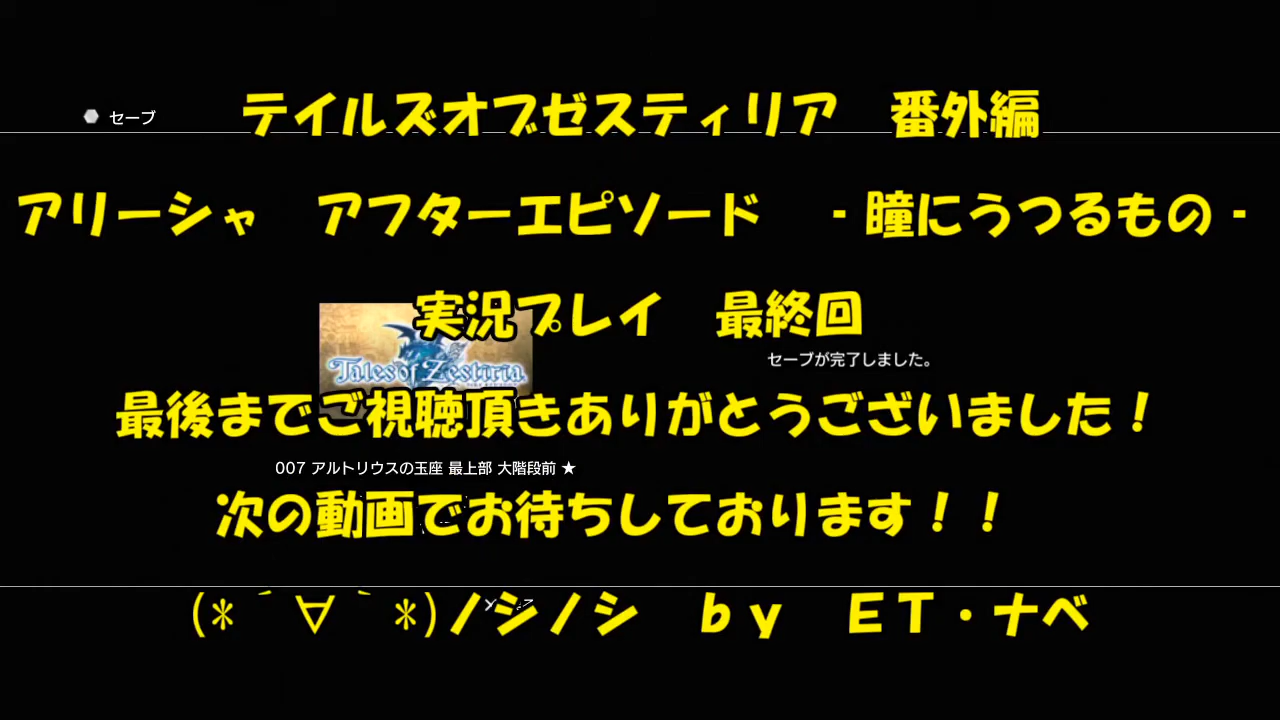 セーブ
テイルズオブゼスティリア　番外編
アリーシャ　アフターエピソード　‐瞳にうつるもの‐
実況プレイ　最終回
Tales of Zestiria
セーブが完了しました。
最後までご視聴頂きありがとうございました！
007 アルトリウスの玉座 最上部 大階段前 ★
次の動画でお待ちしております！！
(*´∀｀*)ノシノシ　ｂｙ　ＥＴ・ナベ